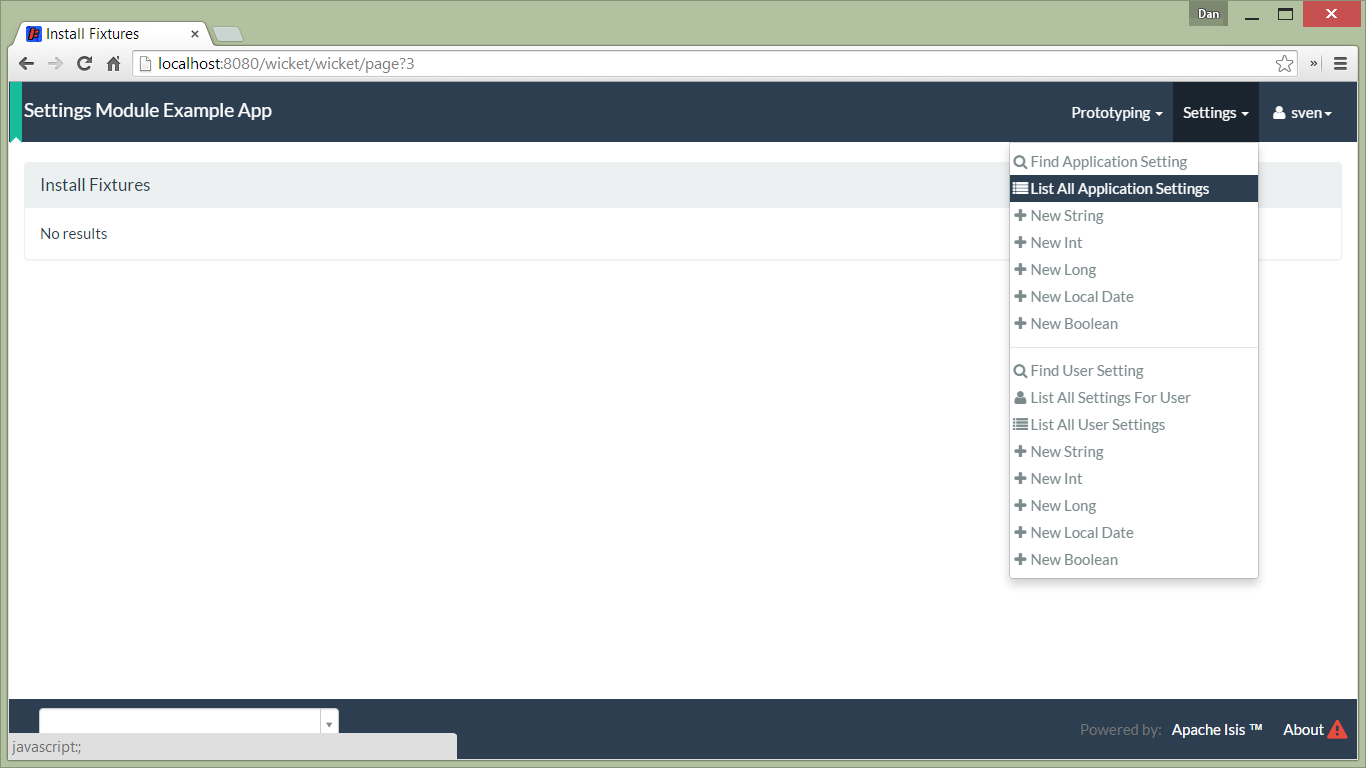 Dan
Install Fixtures
localhost:8080/wicket/wicket/page?3
Settings Module Example App
Prototyping
Settings
sven
Install Fixtures
No results
Find Application Setting
List All Application Settings
New String
New Int
New Long
New Local Date
New Boolean
Find User Setting
List All Settings For User
List All User Settings
New String
New Int
New Long
New Local Date
New Boolean
Powered by: Apache Isis ™ About
javascript:;